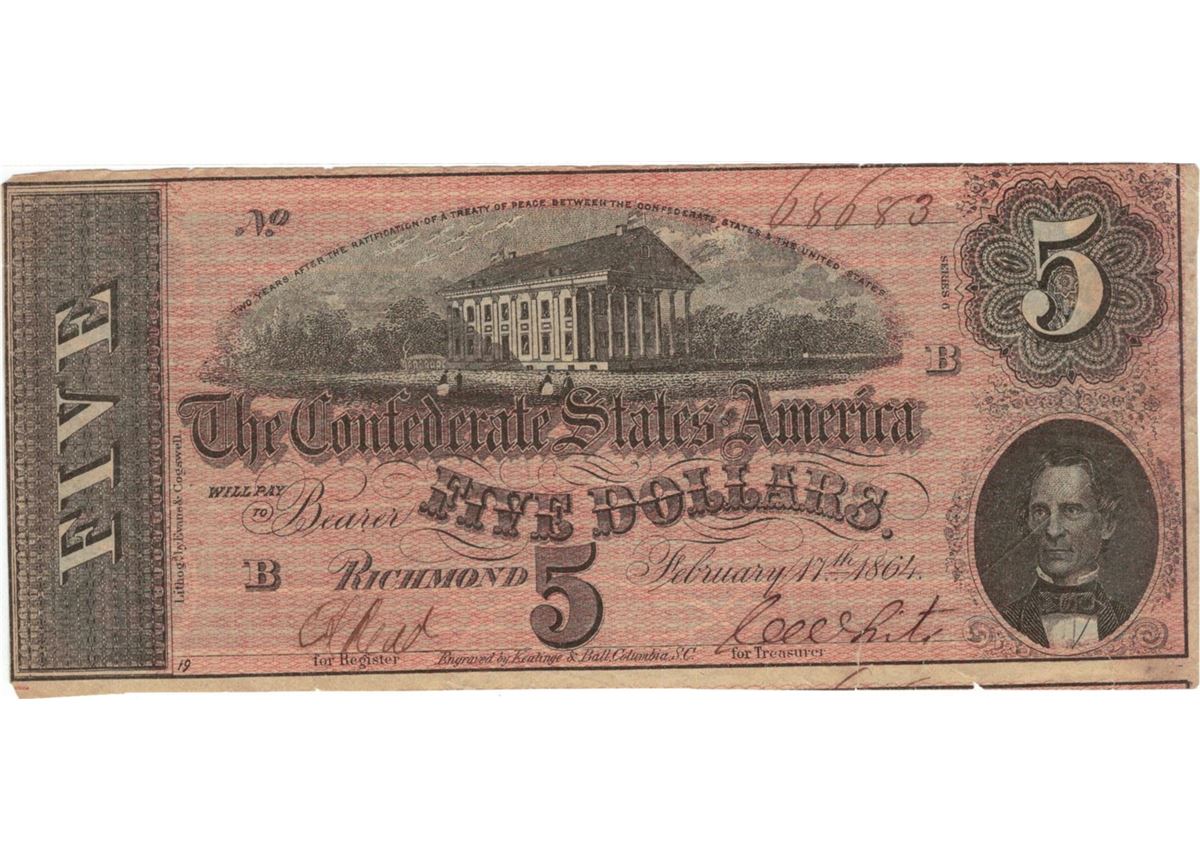 No 68683
TWO YEARS AFTER THE RATIFICATION OF A TREATY OF PEACE BETWEEN THE CONFEDERATE STATES & THE UNITED STATES
SERIES 6
5
FIVE
B
The Confederate States of America
WILL PAY TO Bearer FIVE DOLLARS.
Lithog'd by Evans & Cogswell.
B RICHMOND 5 February 17th 1864.
for Register
for Treasurer
19
Engraved by Keatinge & Ball, Columbia, S.C.